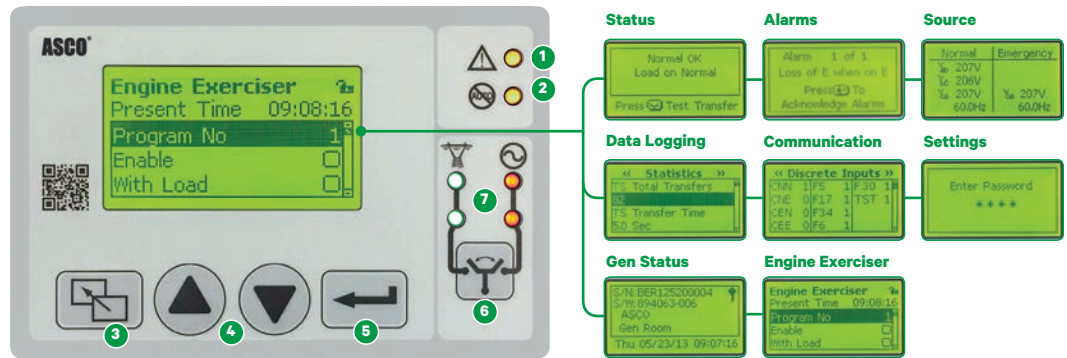 ASCO®
Engine Exerciser
Present Time 09:08:16
Program No 1
Enable
With Load
AUTO
1
2
3
4
5
6
7
Status
Normal OK
Load on Normal
Press Test Transfer
Alarms
Alarm 1 of 1
Loss of E when on E
Press To
Acknowledge Alarms
Source
Normal Emergency
207V
206V
207V 207V
60.0Hz 60.0Hz
Data Logging
‹‹ Statistics ››
TS Total Transfers
82
TS Transfer Time
5.0 Sec
Communication
‹‹ Discrete Inputs ››
CNN 1 F5 1 F30 1
CNE 0 F17 1 TST 1
CEN 0 F34 1
CEE 0 F6 1
Settings
Enter Password
****
Gen Status
S/N: BER125200004
S/W: 894063-006
ASCO
Gen Room
Thu 05/23/13 09:07:16
Engine Exerciser
Engine Exerciser
Present Time 09:08:16
Program No 1
Enable
With Load